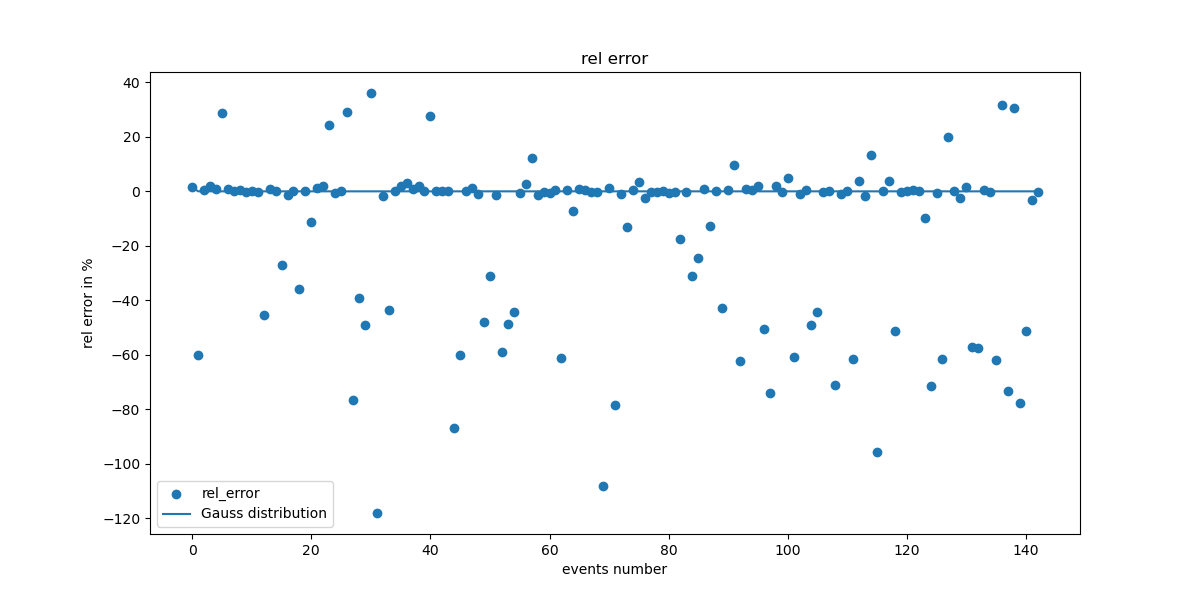 rel error
40
20
0
−20
−40
−60
−80
−100
−120
rel error in %
rel_error
Gauss distribution
0 20 40 60 80 100 120 140
events number